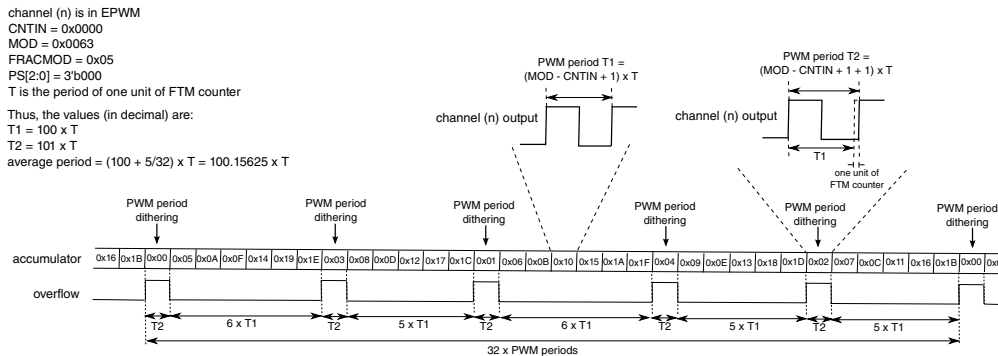 channel (n) is in EPWM
CNTIN = 0x0000
MOD = 0x0063
FRACMOD = 0x05
PS[2:0] = 3'b000
T is the period of one unit of FTM counter
Thus, the values (in decimal) are:
T1 = 100 x T
T2 = 101 x T
average period = (100 + 5/32) x T = 100.15625 x T
PWM period T1 =
(MOD - CNTIN + 1) x T
channel (n) output
PWM period T2 =
(MOD - CNTIN + 1 + 1) x T
channel (n) output
T1
one unit of
FTM counter
PWM period
dithering
PWM period
dithering
PWM period
dithering
PWM period
dithering
PWM period
dithering
PWM period
dithering
accumulator 0x16 0x1B 0x00 0x05 0x0A 0x0F 0x14 0x19 0x1E 0x03 0x08 0x0D 0x12 0x17 0x1C 0x01 0x06 0x0B 0x10 0x15 0x1A 0x1F 0x04 0x09 0x0E 0x13 0x18 0x1D 0x02 0x07 0x0C 0x11 0x16 0x1B 0x00
overflow
T2 6 x T1 T2 5 x T1 T2 6 x T1 T2 5 x T1 T2 5 x T1
32 x PWM periods